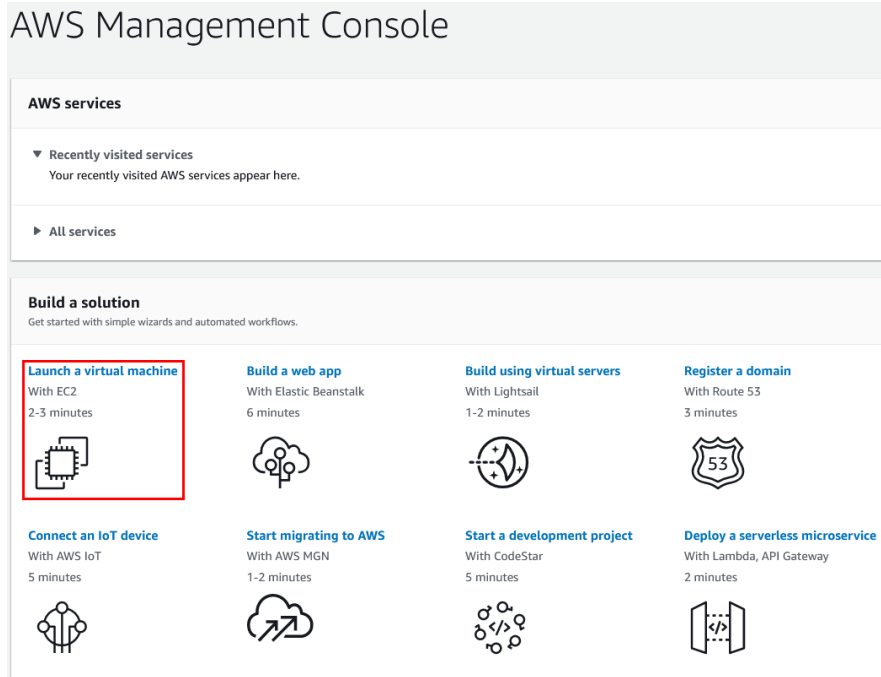 AWS Management Console
AWS services
Recently visited services
Your recently visited AWS services appear here.
All services
Build a solution
Get started with simple wizards and automated workflows.
Launch a virtual machine
With EC2
2-3 minutes
Build a web app
With Elastic Beanstalk
6 minutes
Build using virtual servers
With Lightsail
1-2 minutes
Register a domain
With Route 53
3 minutes
53
Connect an IoT device
With AWS IoT
5 minutes
Start migrating to AWS
With AWS MGN
1-2 minutes
Start a development project
With CodeStar
5 minutes
</>
Deploy a serverless microservice
With Lambda, API Gateway
2 minutes
</>